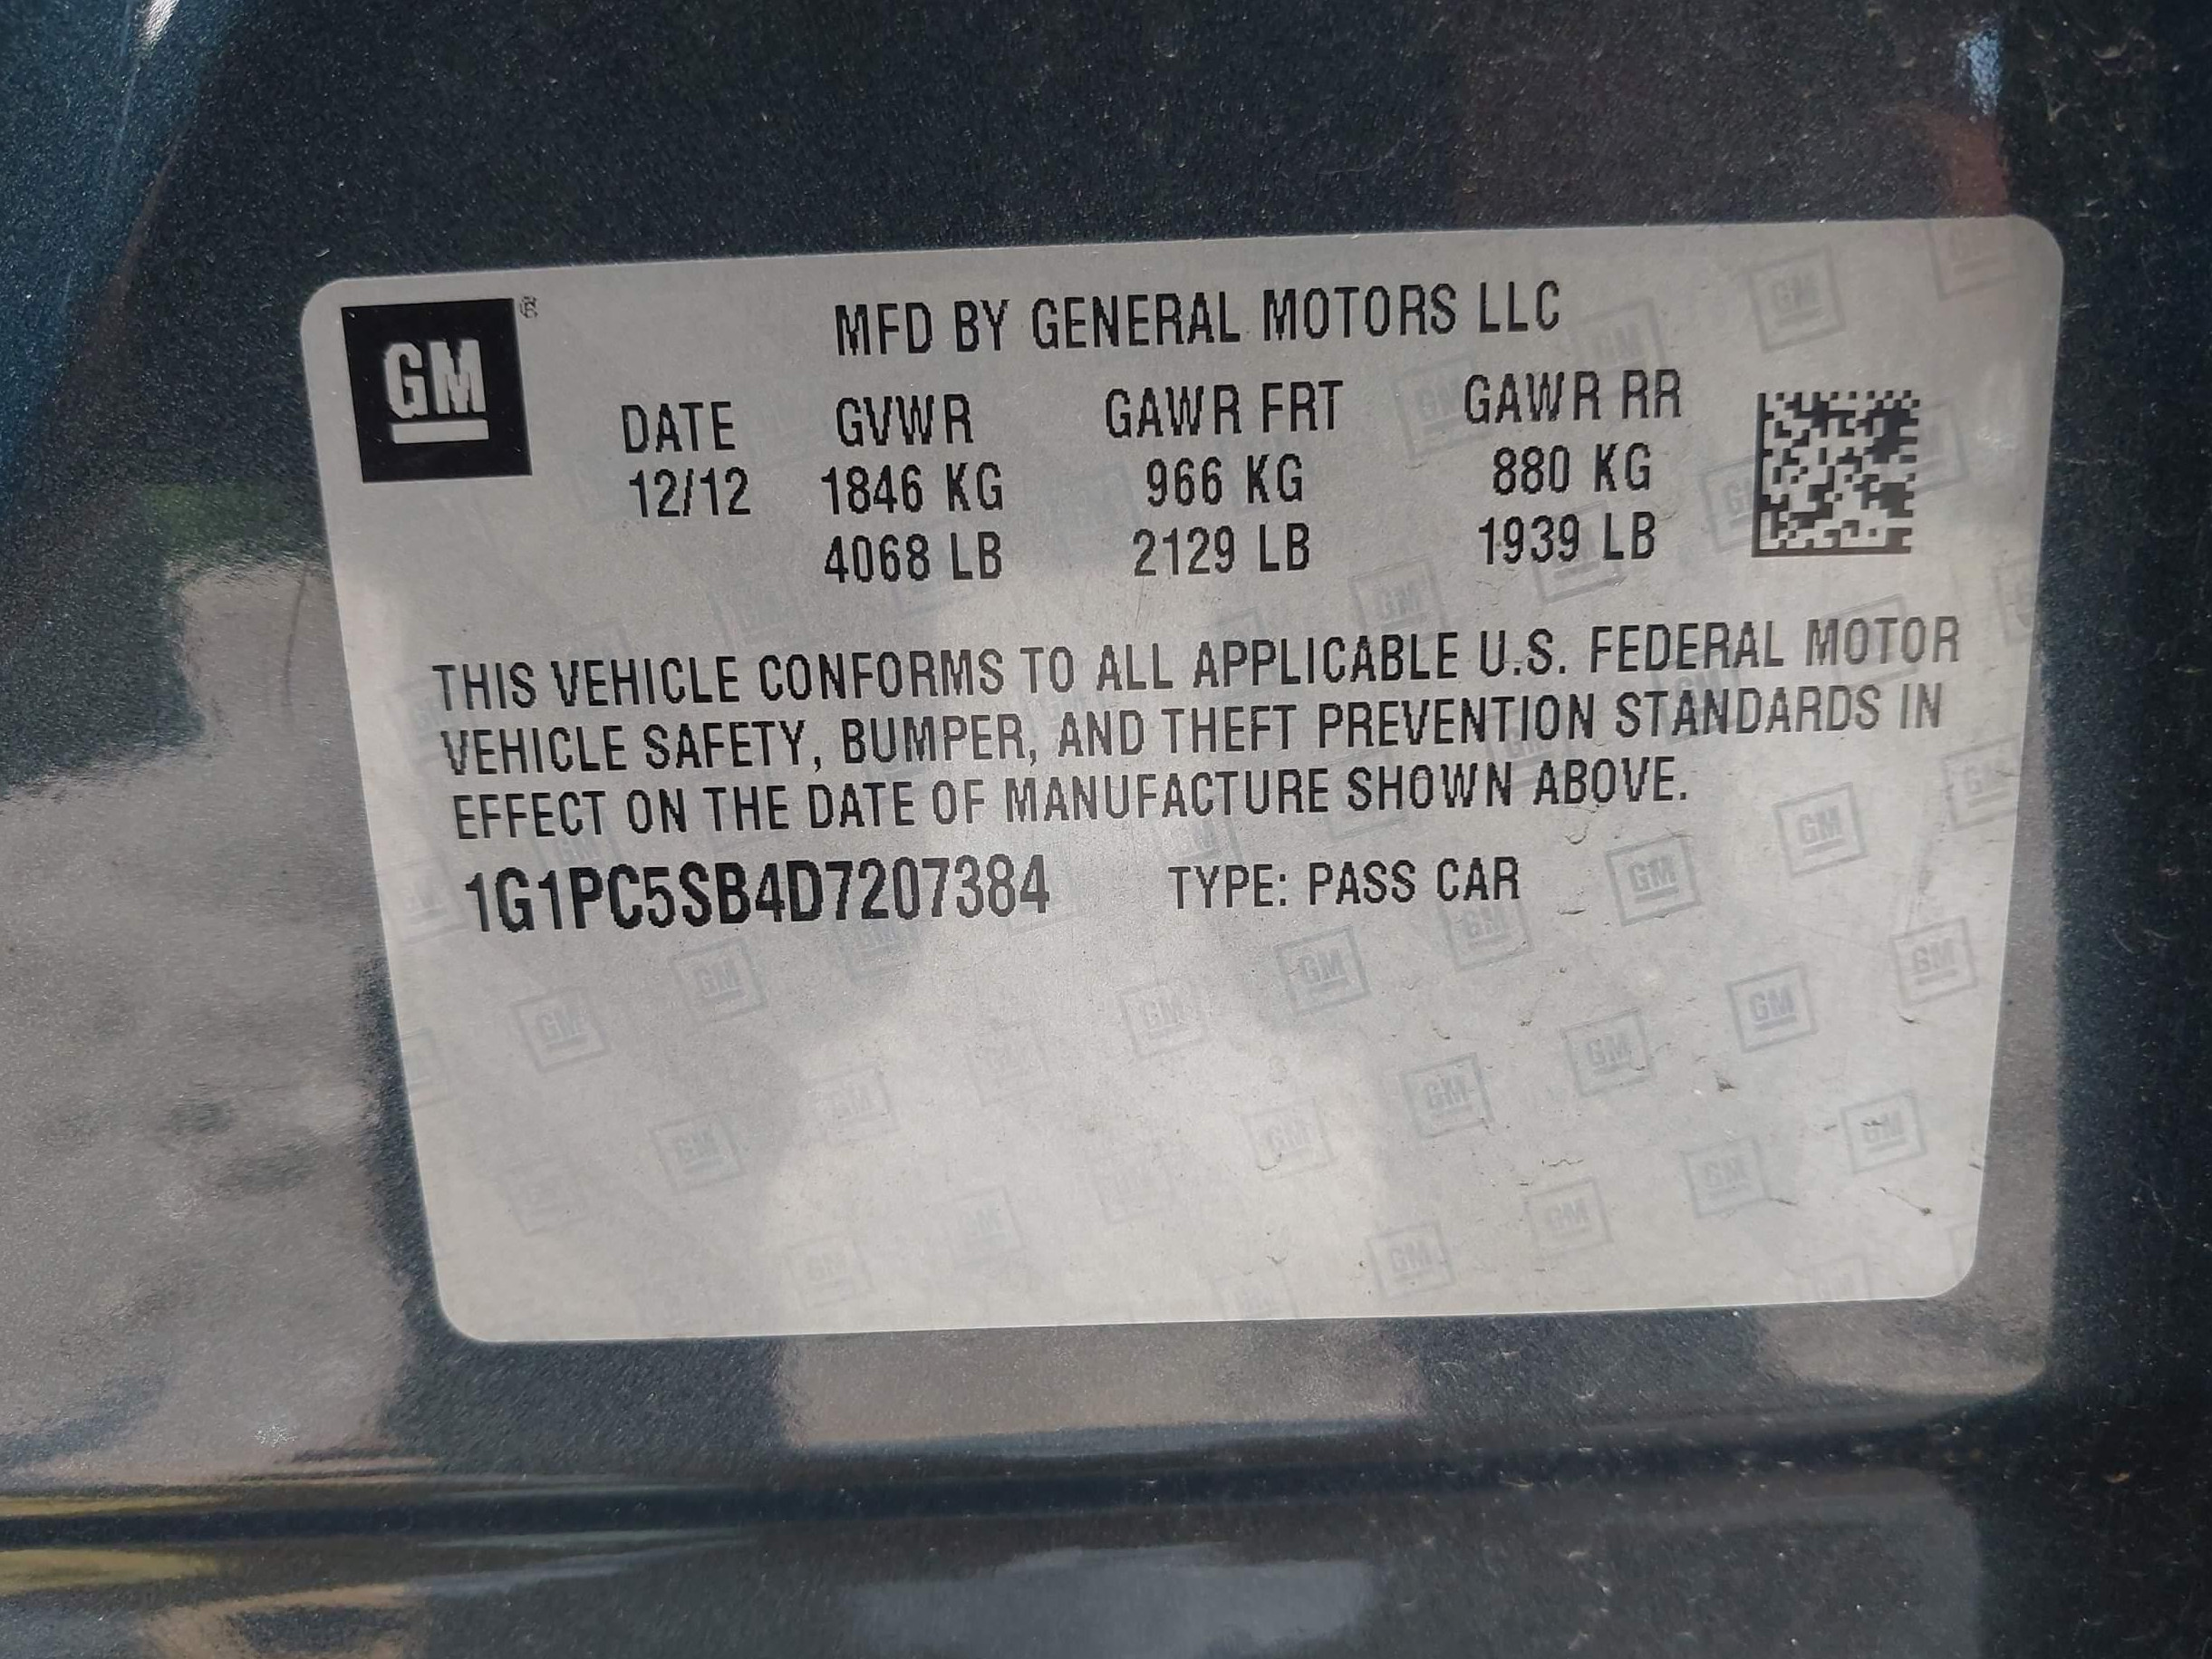 GM ®
MFD BY GENERAL MOTORS LLC
DATE GVWR GAWR FRT GAWR RR
12/12 1846 KG 966 KG 880 KG
4068 LB 2129 LB 1939 LB
THIS VEHICLE CONFORMS TO ALL APPLICABLE U.S. FEDERAL MOTOR
VEHICLE SAFETY, BUMPER, AND THEFT PREVENTION STANDARDS IN
EFFECT ON THE DATE OF MANUFACTURE SHOWN ABOVE.
1G1PC5SB4D7207384 TYPE: PASS CAR